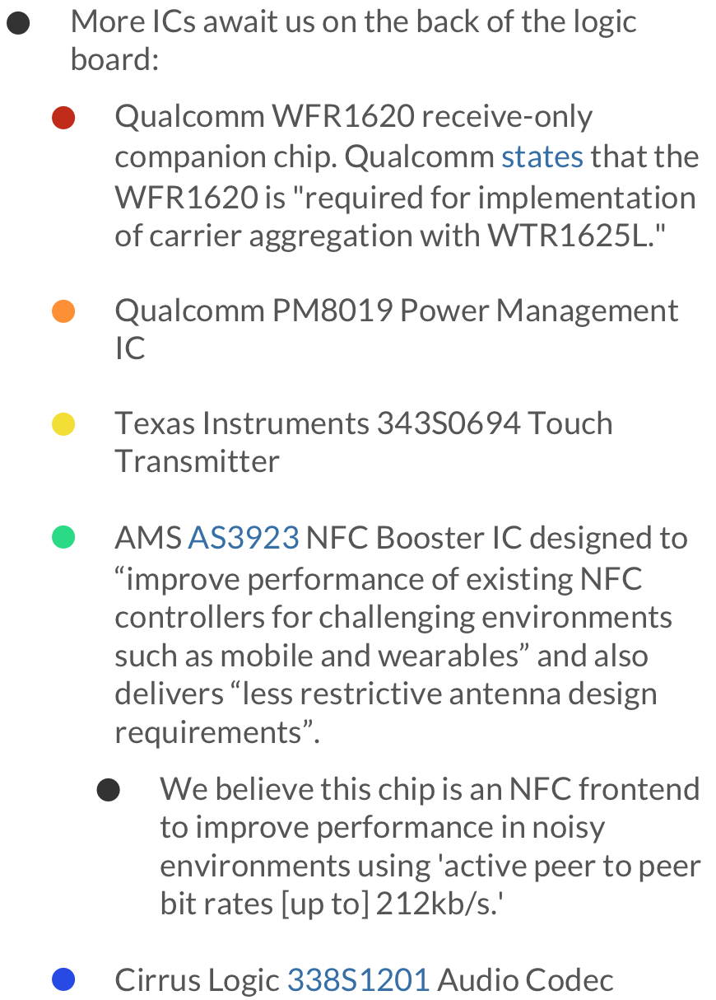 More ICs await us on the back of the logic
board:
Qualcomm WFR1620 receive-only
companion chip. Qualcomm states that the
WFR1620 is "required for implementation
of carrier aggregation with WTR1625L."
Qualcomm PM8019 Power Management
IC
Texas Instruments 343S0694 Touch
Transmitter
AMS AS3923 NFC Booster IC designed to
“improve performance of existing NFC
controllers for challenging environments
such as mobile and wearables” and also
delivers “less restrictive antenna design
requirements”.
We believe this chip is an NFC frontend
to improve performance in noisy
environments using 'active peer to peer
bit rates [up to] 212kb/s.'
Cirrus Logic 338S1201 Audio Codec